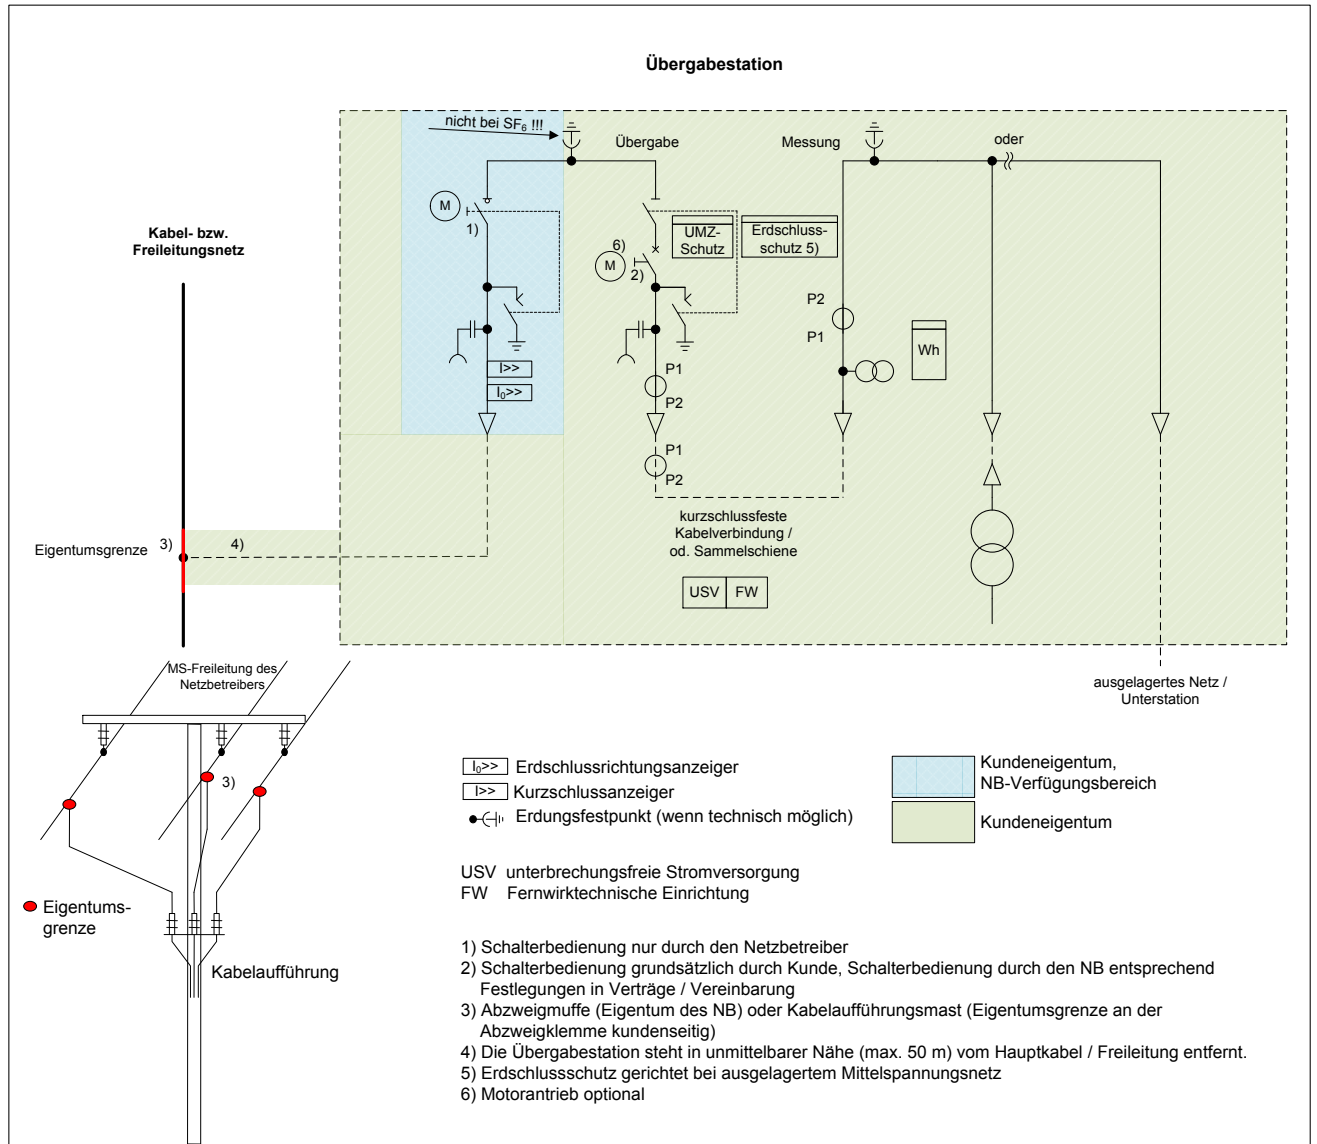 Übergabestation
nicht bei SF₆ !!!
Übergabe
Messung
oder
M
1)
Kabel- bzw.
Freileitungsnetz
UMZ-
Schutz
Erdschluss-
schutz 5)
6)
M
2)
P2
P1
Wh
I>>
I₀>>
P1
P2
P1
P2
kurzschlussfeste
Kabelverbindung /
od. Sammelschiene
Eigentumsgrenze
3)
4)
USV
FW
MS-Freileitung des
Netzbetreibers
ausgelagertes Netz /
Unterstation
3)
Eigentums-
grenze
Kabelaufführung
I₀>> Erdschlussrichtungsanzeiger
I>> Kurzschlussanzeiger
Erdungsfestpunkt (wenn technisch möglich)
Kundeneigentum,
NB-Verfügungsbereich
Kundeneigentum
USV unterbrechungsfreie Stromversorgung
FW Fernwirktechnische Einrichtung
1) Schalterbedienung nur durch den Netzbetreiber
2) Schalterbedienung grundsätzlich durch Kunde, Schalterbedienung durch den NB entsprechend
Festlegungen in Verträge / Vereinbarung
3) Abzweigmuffe (Eigentum des NB) oder Kabelaufführungsmast (Eigentumsgrenze an der
Abzweigklemme kundenseitig)
4) Die Übergabestation steht in unmittelbarer Nähe (max. 50 m) vom Hauptkabel / Freileitung entfernt.
5) Erdschlussschutz gerichtet bei ausgelagertem Mittelspannungsnetz
6) Motorantrieb optional